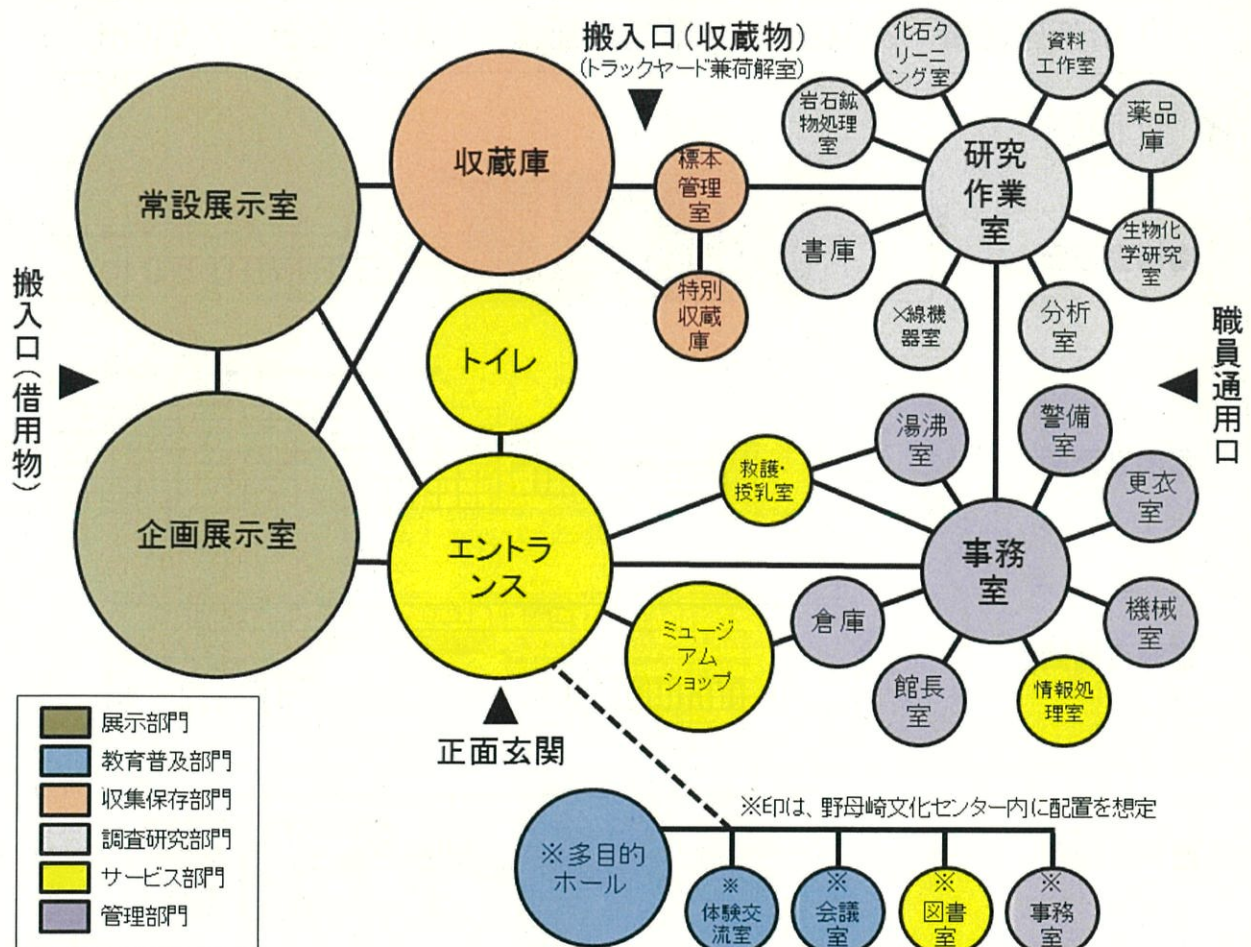 搬入口(収蔵物)
(トラックヤード兼荷解室)
常設展示室
収蔵庫
標本
管理
室
特別
収蔵
庫
化石ク
リーニ
ング室
資料
工作室
岩石鉱
物処理
室
薬品
庫
研究
作業
室
書庫
生物化
学研究
室
X線機
器室
分析
室
搬入口(借用物)
職員通用口
トイレ
企画展示室
エントラ
ンス
救護・
授乳室
湯沸
室
警備
室
更衣
室
事務
室
ミュージ
アム
ショップ
倉庫
機械
室
館長
室
情報処
理室
正面玄関
展示部門
教育普及部門
収集保存部門
調査研究部門
サービス部門
管理部門
※印は、野母崎文化センター内に配置を想定
※多目的
ホール
※
体験交
流室
※
会議
室
※
図書
室
※
事務
室